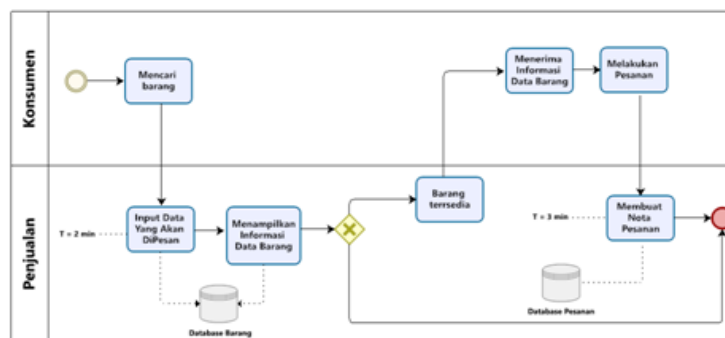 Konsumen
Mencari
barang
Menerima
Informasi
Data Barang
Melakukan
Pesanan
Penjualan
T = 2 min
Input Data
Yang Akan
DiPesan
Menampilkan
Informasi
Data Barang
Database Barang
Barang
terrsedia
T = 3 min
Membuat
Nota
Pesanan
Database Pesanan